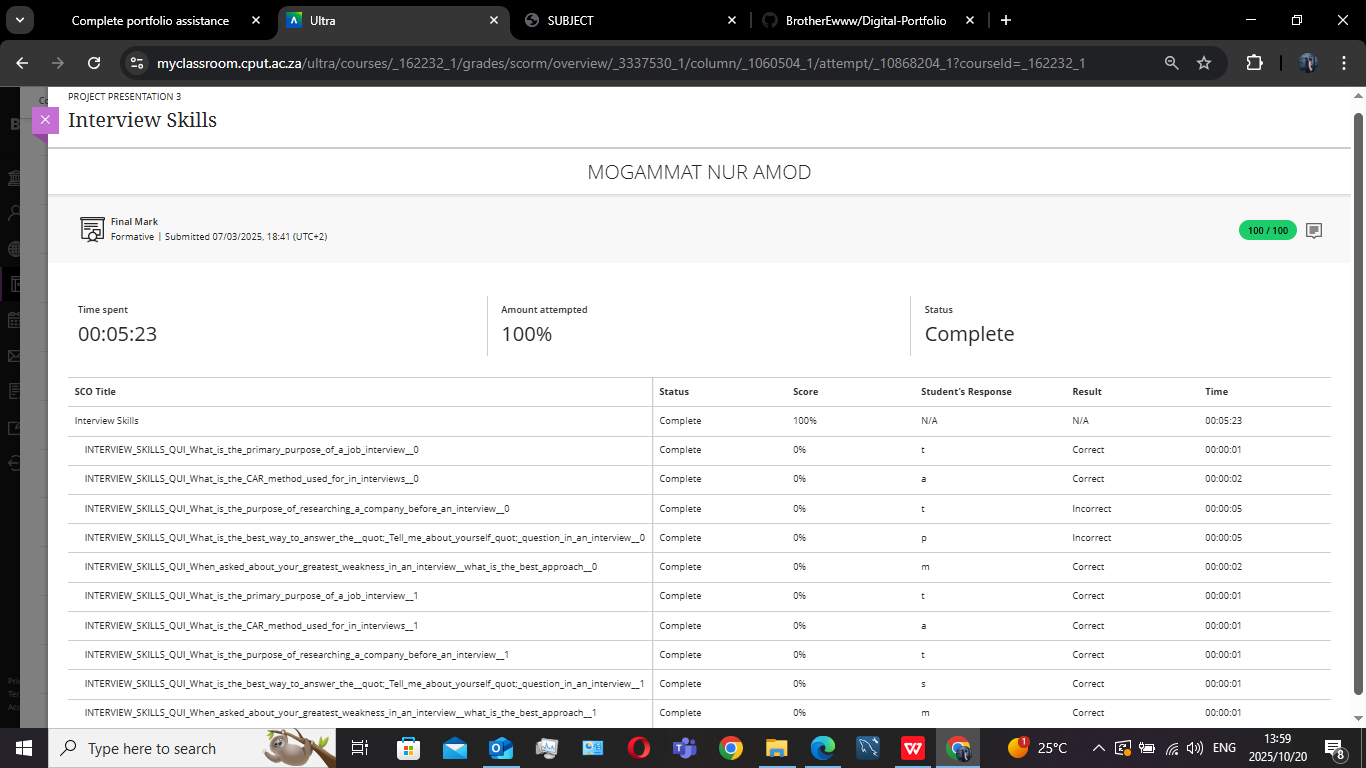 Complete portfolio assistance
Ultra
SUBJECT
BrotherEwww/Digital-Portfolio
myclassroom.cput.ac.za/ultra/courses/_162232_1/grades/scorm/overview/_3337530_1/column/_1060504_1/attempt/_10868204_1?courseId=_162232_1
PROJECT PRESENTATION 3
Interview Skills
MOGAMMAT NUR AMOD
Final Mark
Formative | Submitted 07/03/2025, 18:41 (UTC+2)
100 / 100
Time spent
00:05:23
Amount attempted
100%
Status
Complete
SCO Title Status Score Student's Response Result Time
Interview Skills Complete 100% N/A N/A 00:05:23
INTERVIEW_SKILLS_QUI_What_is_the_primary_purpose_of_a_job_interview__0 Complete 0% t Correct 00:00:01
INTERVIEW_SKILLS_QUI_What_is_the_CAR_method_used_for_in_interviews__0 Complete 0% a Correct 00:00:02
INTERVIEW_SKILLS_QUI_What_is_the_purpose_of_researching_a_company_before_an_interview__0 Complete 0% t Incorrect 00:00:05
INTERVIEW_SKILLS_QUI_What_is_the_best_way_to_answer_the__quot;_Tell_me_about_yourself_quot;_question_in_an_interview__0 Complete 0% p Incorrect 00:00:05
INTERVIEW_SKILLS_QUI_When_asked_about_your_greatest_weakness_in_an_interview__what_is_the_best_approach__0 Complete 0% m Correct 00:00:02
INTERVIEW_SKILLS_QUI_What_is_the_primary_purpose_of_a_job_interview__1 Complete 0% t Correct 00:00:01
INTERVIEW_SKILLS_QUI_What_is_the_CAR_method_used_for_in_interviews__1 Complete 0% a Correct 00:00:01
INTERVIEW_SKILLS_QUI_What_is_the_purpose_of_researching_a_company_before_an_interview__1 Complete 0% t Correct 00:00:01
INTERVIEW_SKILLS_QUI_What_is_the_best_way_to_answer_the__quot;_Tell_me_about_yourself_quot;_question_in_an_interview__1 Complete 0% s Correct 00:00:01
INTERVIEW_SKILLS_QUI_When_asked_about_your_greatest_weakness_in_an_interview__what_is_the_best_approach__1 Complete 0% m Correct 00:00:01
Type here to search
1
25°C
ENG
13:59
2025/10/20
8